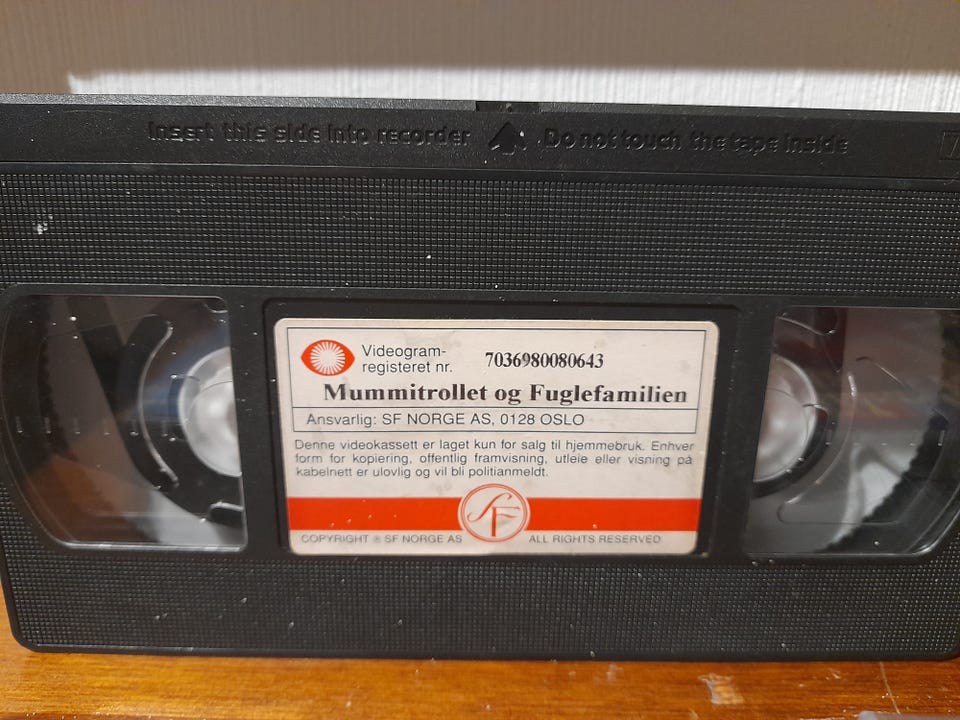 Insert this side into recorder Do not touch the tape inside
Videogram-
registeret nr. 7036980080643
Mummitrollet og Fuglefamilien
Ansvarlig: SF NORGE AS, 0128 OSLO
Denne videokassett er laget kun for salg til hjemmebruk. Enhver
form for kopiering, offentlig framvisning, utleie eller visning på
kabelnett er ulovlig og vil bli politianmeldt.
SF
COPYRIGHT ® SF NORGE AS ALL RIGHTS RESERVED